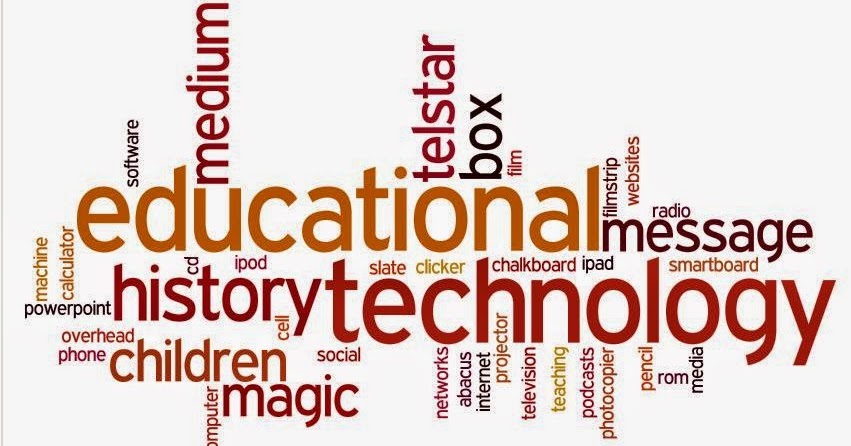 medium
telstar
box
software
film
educational
filmstrip
websites
radio
message
machine
calculator
cd
ipod
slate
clicker
chalkboard
ipad
smartboard
powerpoint
history
technology
cell
overhead
phone
children
social
magic
networks
abacus
internet
projector
television
teaching
podcasts
photocopier
pencil
rom
media
omputer